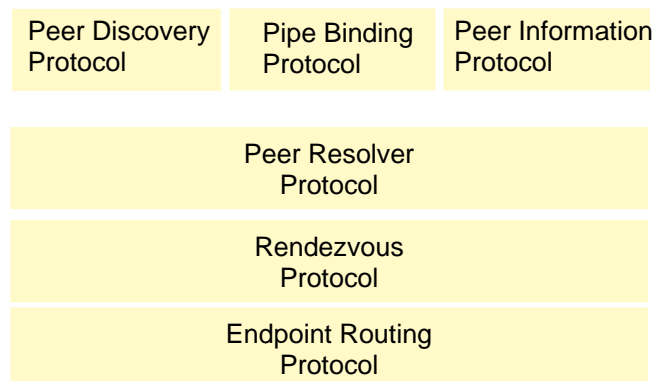 Peer Discovery
Protocol
Pipe Binding
Protocol
Peer Information
Protocol
Peer Resolver
Protocol
Rendezvous
Protocol
Endpoint Routing
Protocol